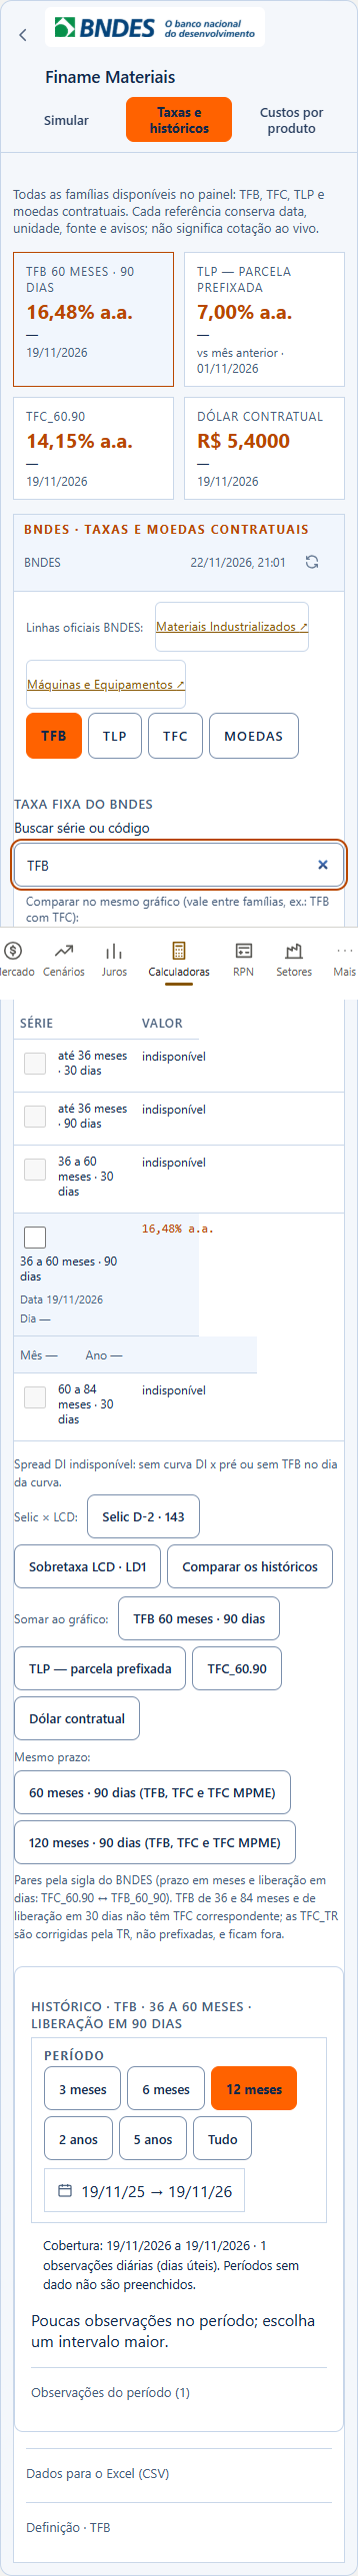 BNDES
O banco nacional
do desenvolvimento
Finame Materiais
Simular
Taxas e
históricos
Custos por
produto
Todas as famílias disponíveis no painel: TFB, TFC, TLP e
moedas contratuais. Cada referência conserva data,
unidade, fonte e avisos; não significa cotação ao vivo.
TFB 60 MESES · 90
DIAS
16,48% a.a.
—
19/11/2026
TLP — PARCELA
PREFIXADA
7,00% a.a.
—
vs mês anterior ·
01/11/2026
TFC_60.90
14,15% a.a.
—
19/11/2026
DÓLAR CONTRATUAL
R$ 5,4000
—
19/11/2026
BNDES · TAXAS E MOEDAS CONTRATUAIS
BNDES 22/11/2026, 21:01
Linhas oficiais BNDES: Materiais Industrializados ↗
Máquinas e Equipamentos ↗
TFB TLP TFC MOEDAS
TAXA FIXA DO BNDES
Buscar série ou código
TFB ×
Comparar no mesmo gráfico (vale entre famílias, ex.: TFB
com TFC):
ercado Cenários Juros Calculadoras RPN Setores Mais
SÉRIE VALOR
até 36 meses
· 30 dias
indisponível
até 36 meses
· 90 dias
indisponível
36 a 60
meses · 30
dias
indisponível
16,48% a.a.
36 a 60 meses · 90
dias
Data 19/11/2026
Dia —
Mês — Ano —
60 a 84
meses · 30
dias
indisponível
Spread DI indisponível: sem curva DI x pré ou sem TFB no dia
da curva.
Selic × LCD: Selic D-2 · 143
Sobretaxa LCD · LD1 Comparar os históricos
Somar ao gráfico: TFB 60 meses · 90 dias
TLP — parcela prefixada TFC_60.90
Dólar contratual
Mesmo prazo:
60 meses · 90 dias (TFB, TFC e TFC MPME)
120 meses · 90 dias (TFB, TFC e TFC MPME)
Pares pela sigla do BNDES (prazo em meses e liberação em
dias: TFC_60.90 ↔ TFB_60_90). TFB de 36 e 84 meses e de
liberação em 30 dias não têm TFC correspondente; as TFC_TR
são corrigidas pela TR, não prefixadas, e ficam fora.
HISTÓRICO · TFB · 36 A 60 MESES ·
LIBERAÇÃO EM 90 DIAS
PERÍODO
3 meses 6 meses 12 meses
2 anos 5 anos Tudo
19/11/25 → 19/11/26
Cobertura: 19/11/2026 a 19/11/2026 · 1
observações diárias (dias úteis). Períodos sem
dado não são preenchidos.
Poucas observações no período; escolha
um intervalo maior.
Observações do período (1)
Dados para o Excel (CSV)
Definição · TFB